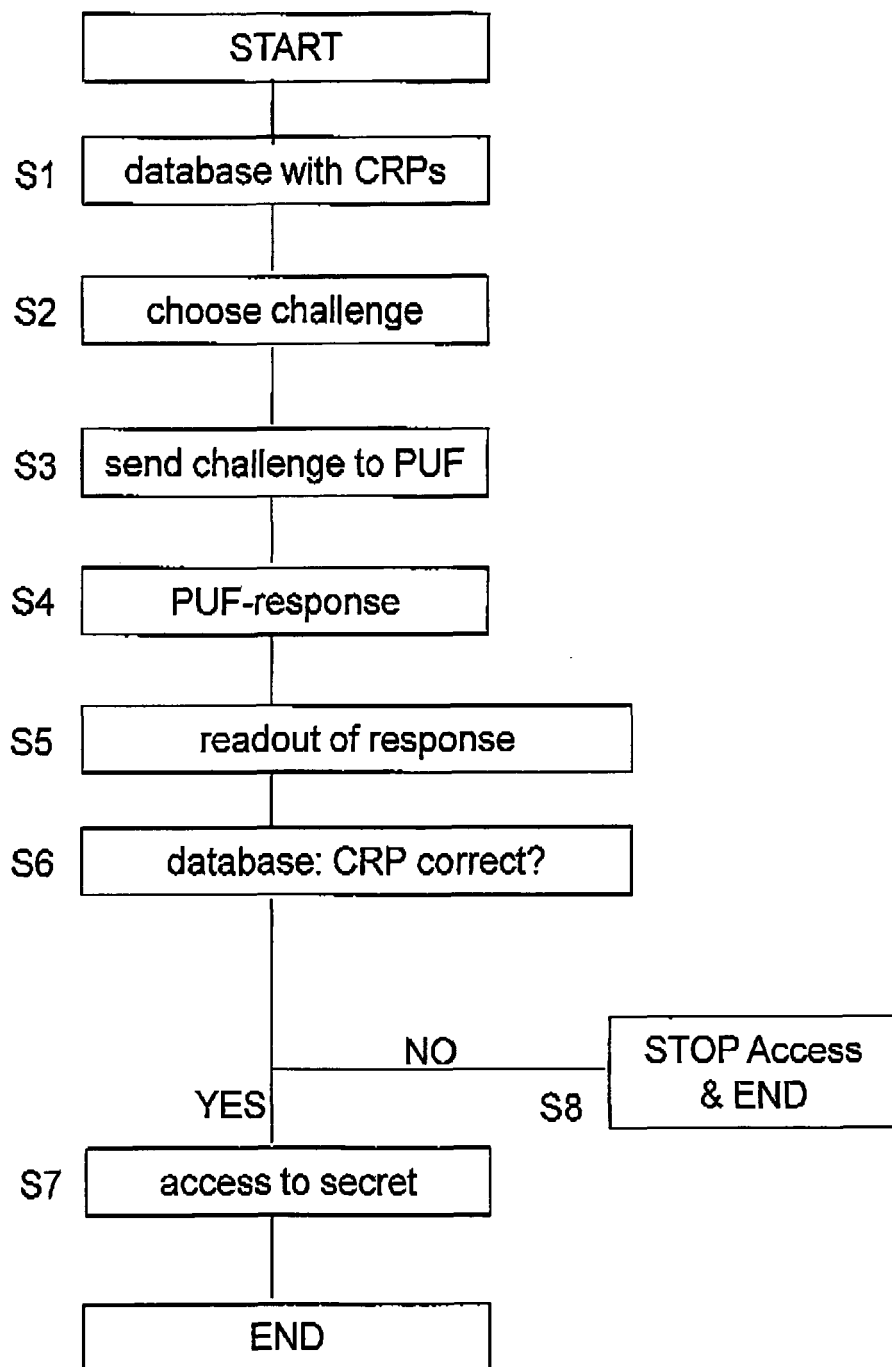 START
S1 database with CRPs
S2 choose challenge
S3 send challenge to PUF
S4 PUF-response
S5 readout of response
S6 database: CRP correct?
NO
STOP Access
& END
YES
S8
S7 access to secret
END